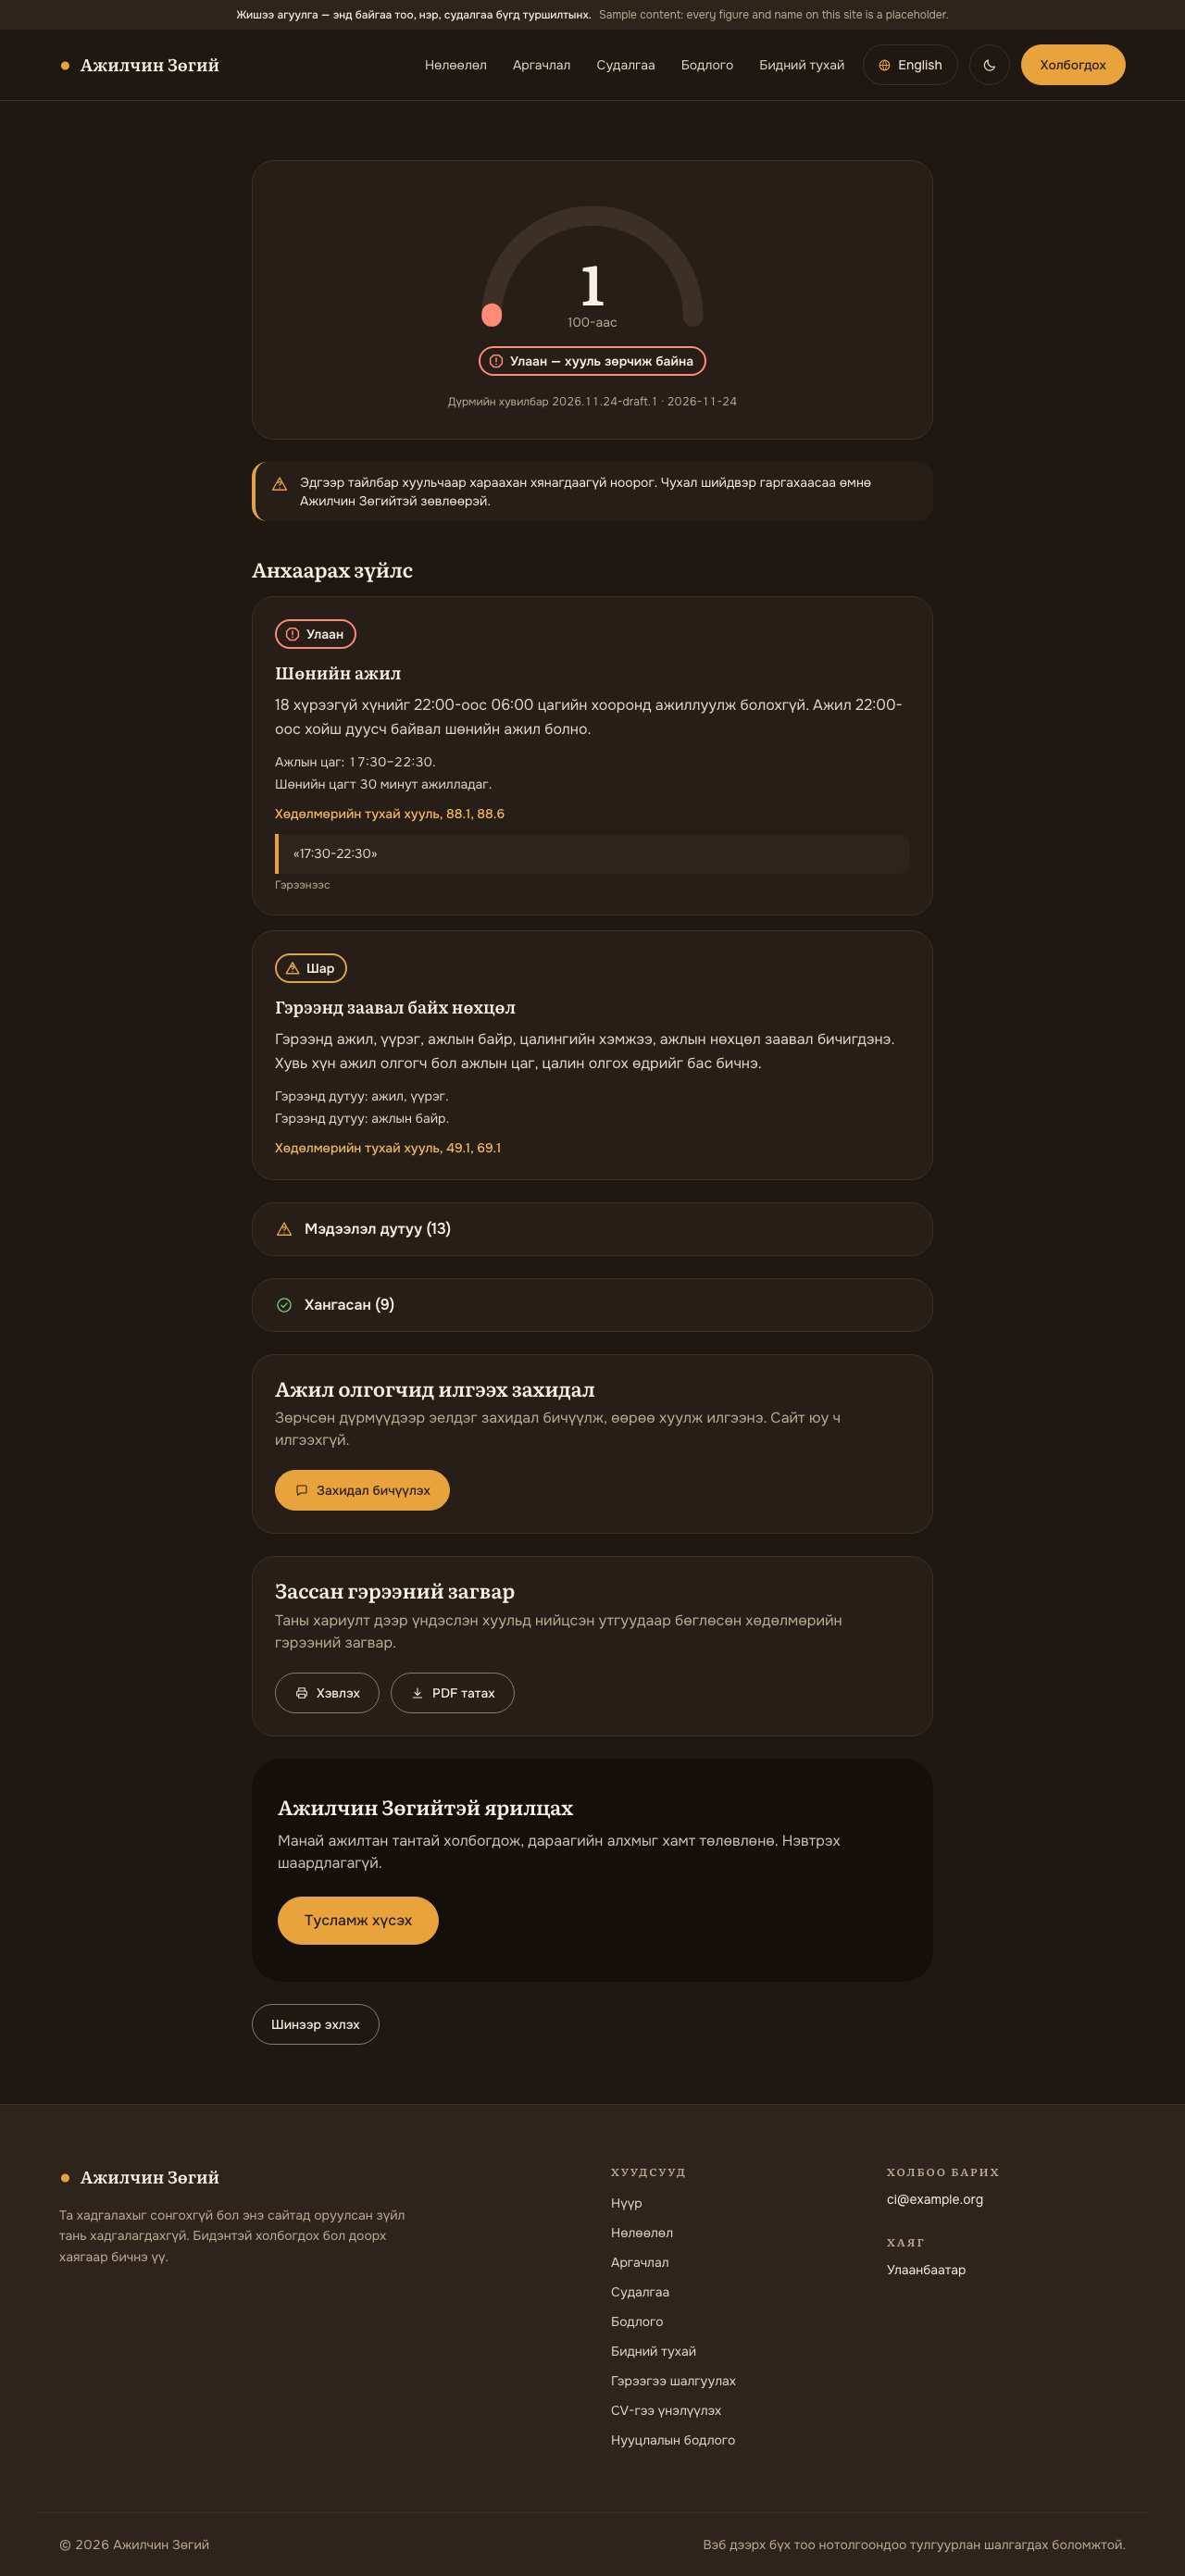 Жишээ агуулга — энд байгаа тоо, нэр, судалгаа бүгд туршилтынх. Sample content: every figure and name on this site is a placeholder.
Ажилчин Зөгий
Нөлөөлөл
Аргачлал
Судалгаа
Бодлого
Бидний тухай
English
Холбогдох
1
100-аас
Улаан — хууль зөрчиж байна
Дүрмийн хувилбар 2026.11.24-draft.1 · 2026-11-24
Эдгээр тайлбар хуульчаар хараахан хянагдаагүй ноорог. Чухал шийдвэр гаргахаасаа өмнө
Ажилчин Зөгийтэй зөвлөөрэй.
Анхаарах зүйлс
Улаан
Шөнийн ажил
18 хүрээгүй хүнийг 22:00-оос 06:00 цагийн хооронд ажиллуулж болохгүй. Ажил 22:00-
оос хойш дуусч байвал шөнийн ажил болно.
Ажлын цаг: 17:30–22:30.
Шөнийн цагт 30 минут ажилладаг.
Хөдөлмөрийн тухай хууль, 88.1, 88.6
«17:30-22:30»
Гэрээнээс
Шар
Гэрээнд заавал байх нөхцөл
Гэрээнд ажил, үүрэг, ажлын байр, цалингийн хэмжээ, ажлын нөхцөл заавал бичигдэнэ.
Хувь хүн ажил олгогч бол ажлын цаг, цалин олгох өдрийг бас бичнэ.
Гэрээнд дутуу: ажил, үүрэг.
Гэрээнд дутуу: ажлын байр.
Хөдөлмөрийн тухай хууль, 49.1, 69.1
Мэдээлэл дутуу (13)
Хангасан (9)
Ажил олгогчид илгээх захидал
Зөрчсөн дүрмүүдээр эелдэг захидал бичүүлж, өөрөө хуулж илгээнэ. Сайт юу ч
илгээхгүй.
Захидал бичүүлэх
Зассан гэрээний загвар
Таны хариулт дээр үндэслэн хуульд нийцсэн утгуудаар бөглөсөн хөдөлмөрийн
гэрээний загвар.
Хэвлэх
PDF татах
Ажилчин Зөгийтэй ярилцах
Манай ажилтан тантай холбогдож, дараагийн алхмыг хамт төлөвлөнө. Нэвтрэх
шаардлагагүй.
Тусламж хүсэх
Шинээр эхлэх
Ажилчин Зөгий
Та хадгалахыг сонгохгүй бол энэ сайтад оруулсан зүйл
тань хадгалагдахгүй. Бидэнтэй холбогдох бол доорх
хаягаар бичнэ үү.
ХУУДСУУД
Нүүр
Нөлөөлөл
Аргачлал
Судалгаа
Бодлого
Бидний тухай
Гэрээгээ шалгуулах
CV-гээ үнэлүүлэх
Нууцлалын бодлого
ХОЛБОО БАРИХ
ci@example.org
ХАЯГ
Улаанбаатар
© 2026 Ажилчин Зөгий
Вэб дээрх бүх тоо нотолгоондоо тулгуурлан шалгагдах боломжтой.